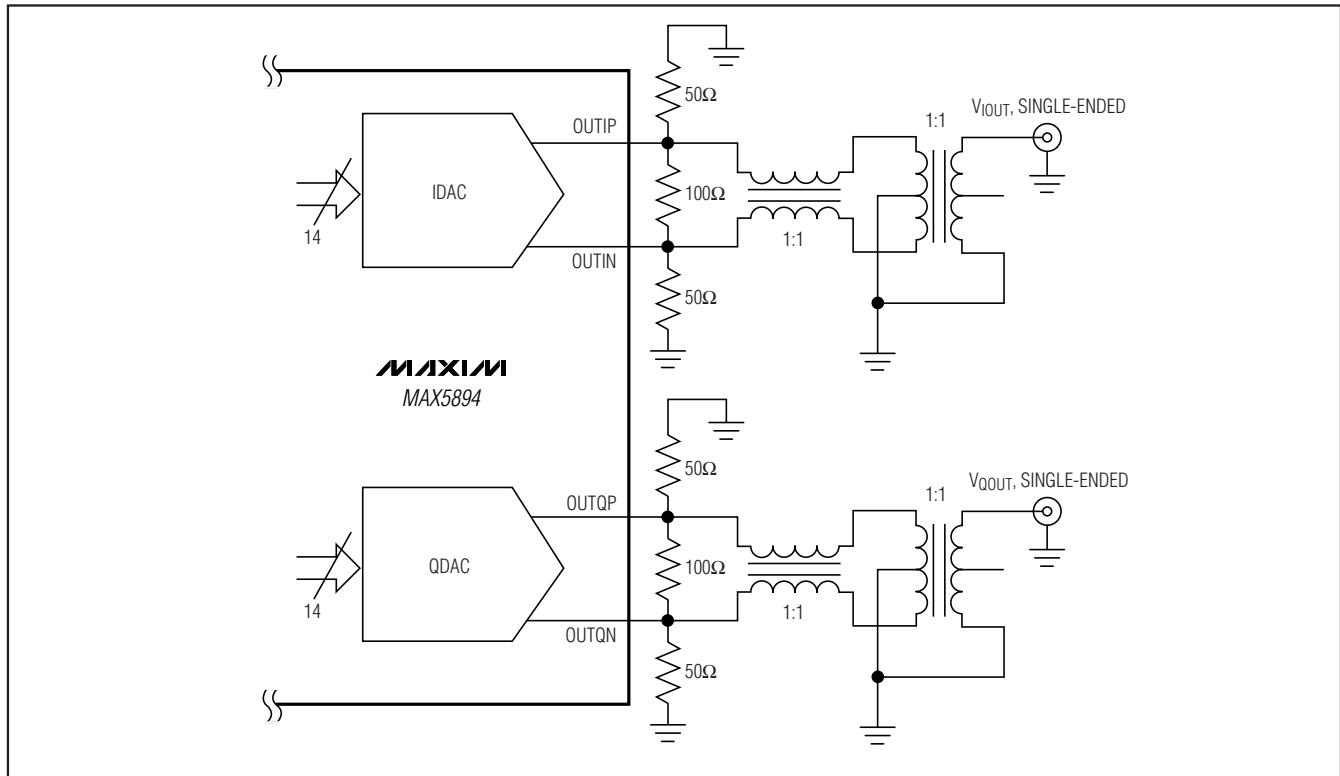 50Ω
V_IOUT, SINGLE-ENDED
1:1
OUTIP
IDAC
100Ω
14
1:1
OUTIN
50Ω
MAXIM
MAX5894
50Ω
V_QOUT, SINGLE-ENDED
1:1
OUTQP
QDAC
100Ω
14
1:1
OUTQN
50Ω